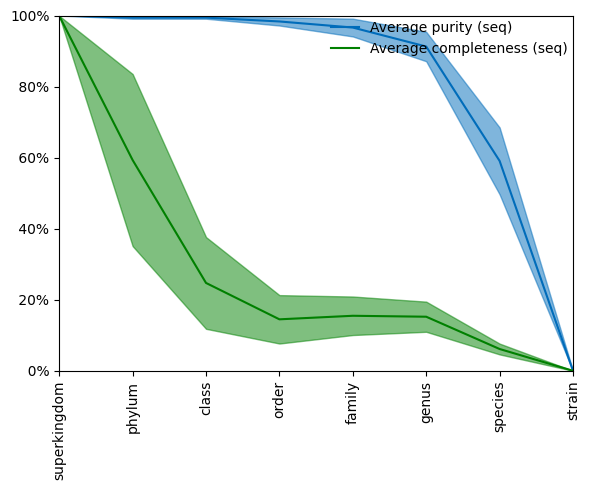 100%
80%
60%
40%
20%
0%
Average purity (seq)
Average completeness (seq)
superkingdom
phylum
class
order
family
genus
species
strain